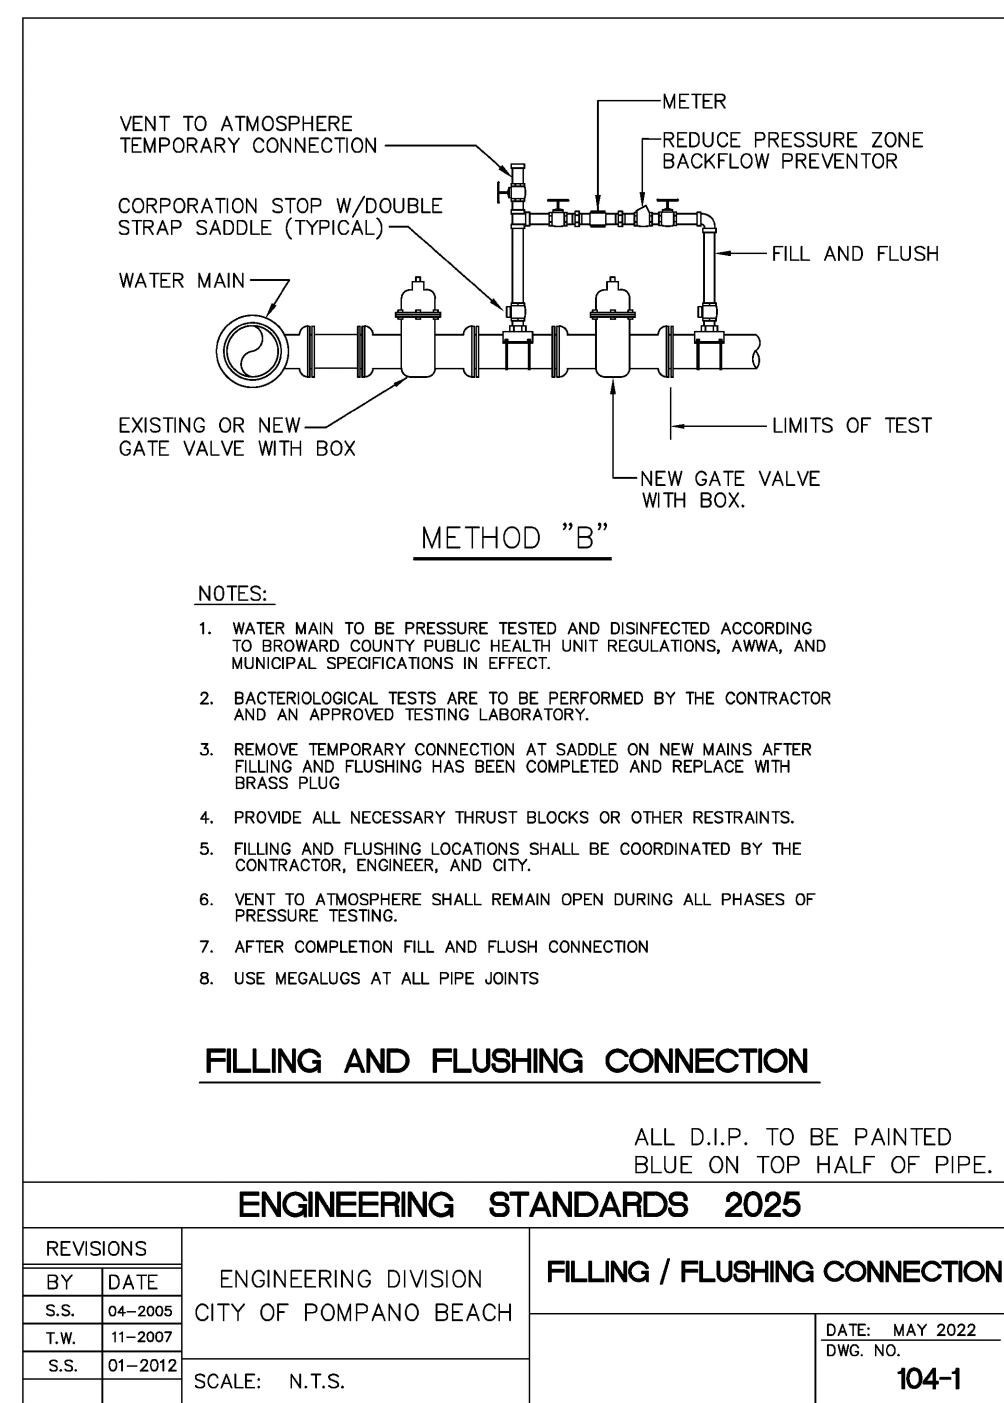 METER
VENT TO ATMOSPHERE
TEMPORARY CONNECTION
REDUCE PRESSURE ZONE
BACKFLOW PREVENTOR
CORPORATION STOP W/DOUBLE
STRAP SADDLE (TYPICAL)
FILL AND FLUSH
WATER MAIN
EXISTING OR NEW
GATE VALVE WITH BOX
LIMITS OF TEST
NEW GATE VALVE
WITH BOX.
METHOD "B"
NOTES:
1. WATER MAIN TO BE PRESSURE TESTED AND DISINFECTED ACCORDING
TO BROWARD COUNTY PUBLIC HEALTH UNIT REGULATIONS, AWWA, AND
MUNICIPAL SPECIFICATIONS IN EFFECT.
2. BACTERIOLOGICAL TESTS ARE TO BE PERFORMED BY THE CONTRACTOR
AND AN APPROVED TESTING LABORATORY.
3. REMOVE TEMPORARY CONNECTION AT SADDLE ON NEW MAINS AFTER
FILLING AND FLUSHING HAS BEEN COMPLETED AND REPLACE WITH
BRASS PLUG
4. PROVIDE ALL NECESSARY THRUST BLOCKS OR OTHER RESTRAINTS.
5. FILLING AND FLUSHING LOCATIONS SHALL BE COORDINATED BY THE
CONTRACTOR, ENGINEER, AND CITY.
6. VENT TO ATMOSPHERE SHALL REMAIN OPEN DURING ALL PHASES OF
PRESSURE TESTING.
7. AFTER COMPLETION FILL AND FLUSH CONNECTION
8. USE MEGALUGS AT ALL PIPE JOINTS
FILLING AND FLUSHING CONNECTION
ALL D.I.P. TO BE PAINTED
BLUE ON TOP HALF OF PIPE.
ENGINEERING STANDARDS 2025
REVISIONS
BY DATE
S.S. 04-2005
T.W. 11-2007
S.S. 01-2012
ENGINEERING DIVISION
CITY OF POMPANO BEACH
SCALE: N.T.S.
FILLING / FLUSHING CONNECTION
DATE: MAY 2022
DWG. NO.
104-1